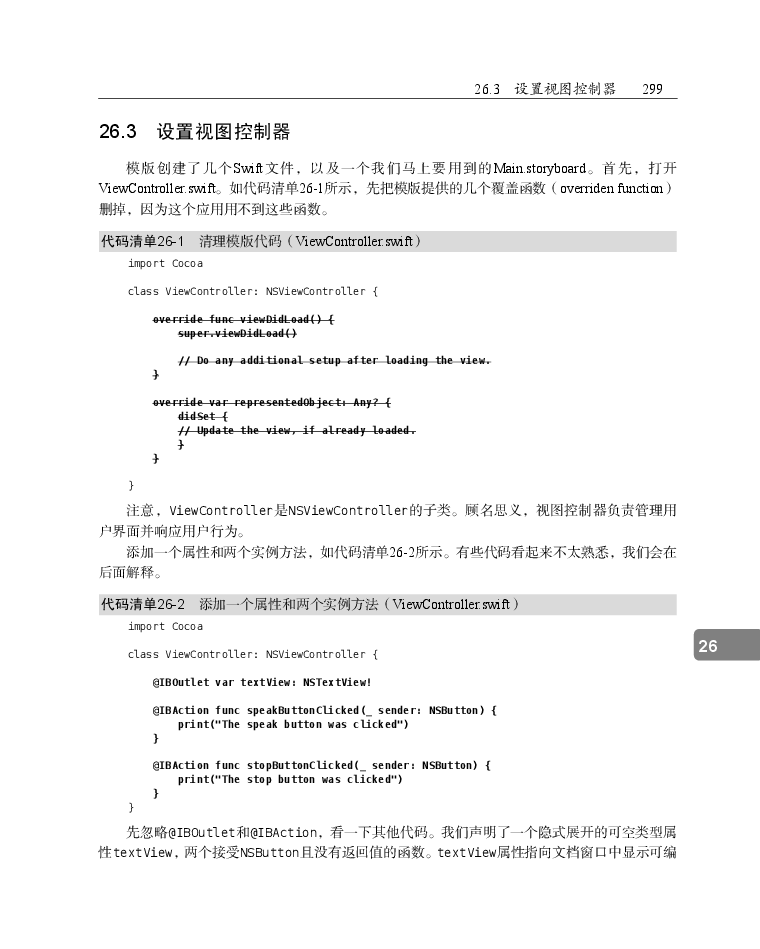 26.3 设置视图控制器 299
26.3 设置视图控制器
模版创建了几个Swift文件，以及一个我们马上要用到的Main.storyboard。首先，打开
ViewController.swift。如代码清单26-1所示，先把模版提供的几个覆盖函数（overriden function）
删掉，因为这个应用用不到这些函数。
代码清单26-1 清理模版代码（ViewController.swift）
import Cocoa
class ViewController: NSViewController {
override func viewDidLoad() {
super.viewDidLoad()
// Do any additional setup after loading the view.
}
override var representedObject: Any? {
didSet {
// Update the view, if already loaded.
}
}
}
注意，ViewController是NSViewController的子类。顾名思义，视图控制器负责管理用
户界面并响应用户行为。
添加一个属性和两个实例方法，如代码清单26-2所示。有些代码看起来不太熟悉，我们会在
后面解释。
代码清单26-2 添加一个属性和两个实例方法（ViewController.swift）
import Cocoa
class ViewController: NSViewController {
26
@IBOutlet var textView: NSTextView!
@IBAction func speakButtonClicked(_ sender: NSButton) {
print("The speak button was clicked")
}
@IBAction func stopButtonClicked(_ sender: NSButton) {
print("The stop button was clicked")
}
}
先忽略@IBOutlet和@IBAction，看一下其他代码。我们声明了一个隐式展开的可空类型属
性textView，两个接受NSButton且没有返回值的函数。textView属性指向文档窗口中显示可编